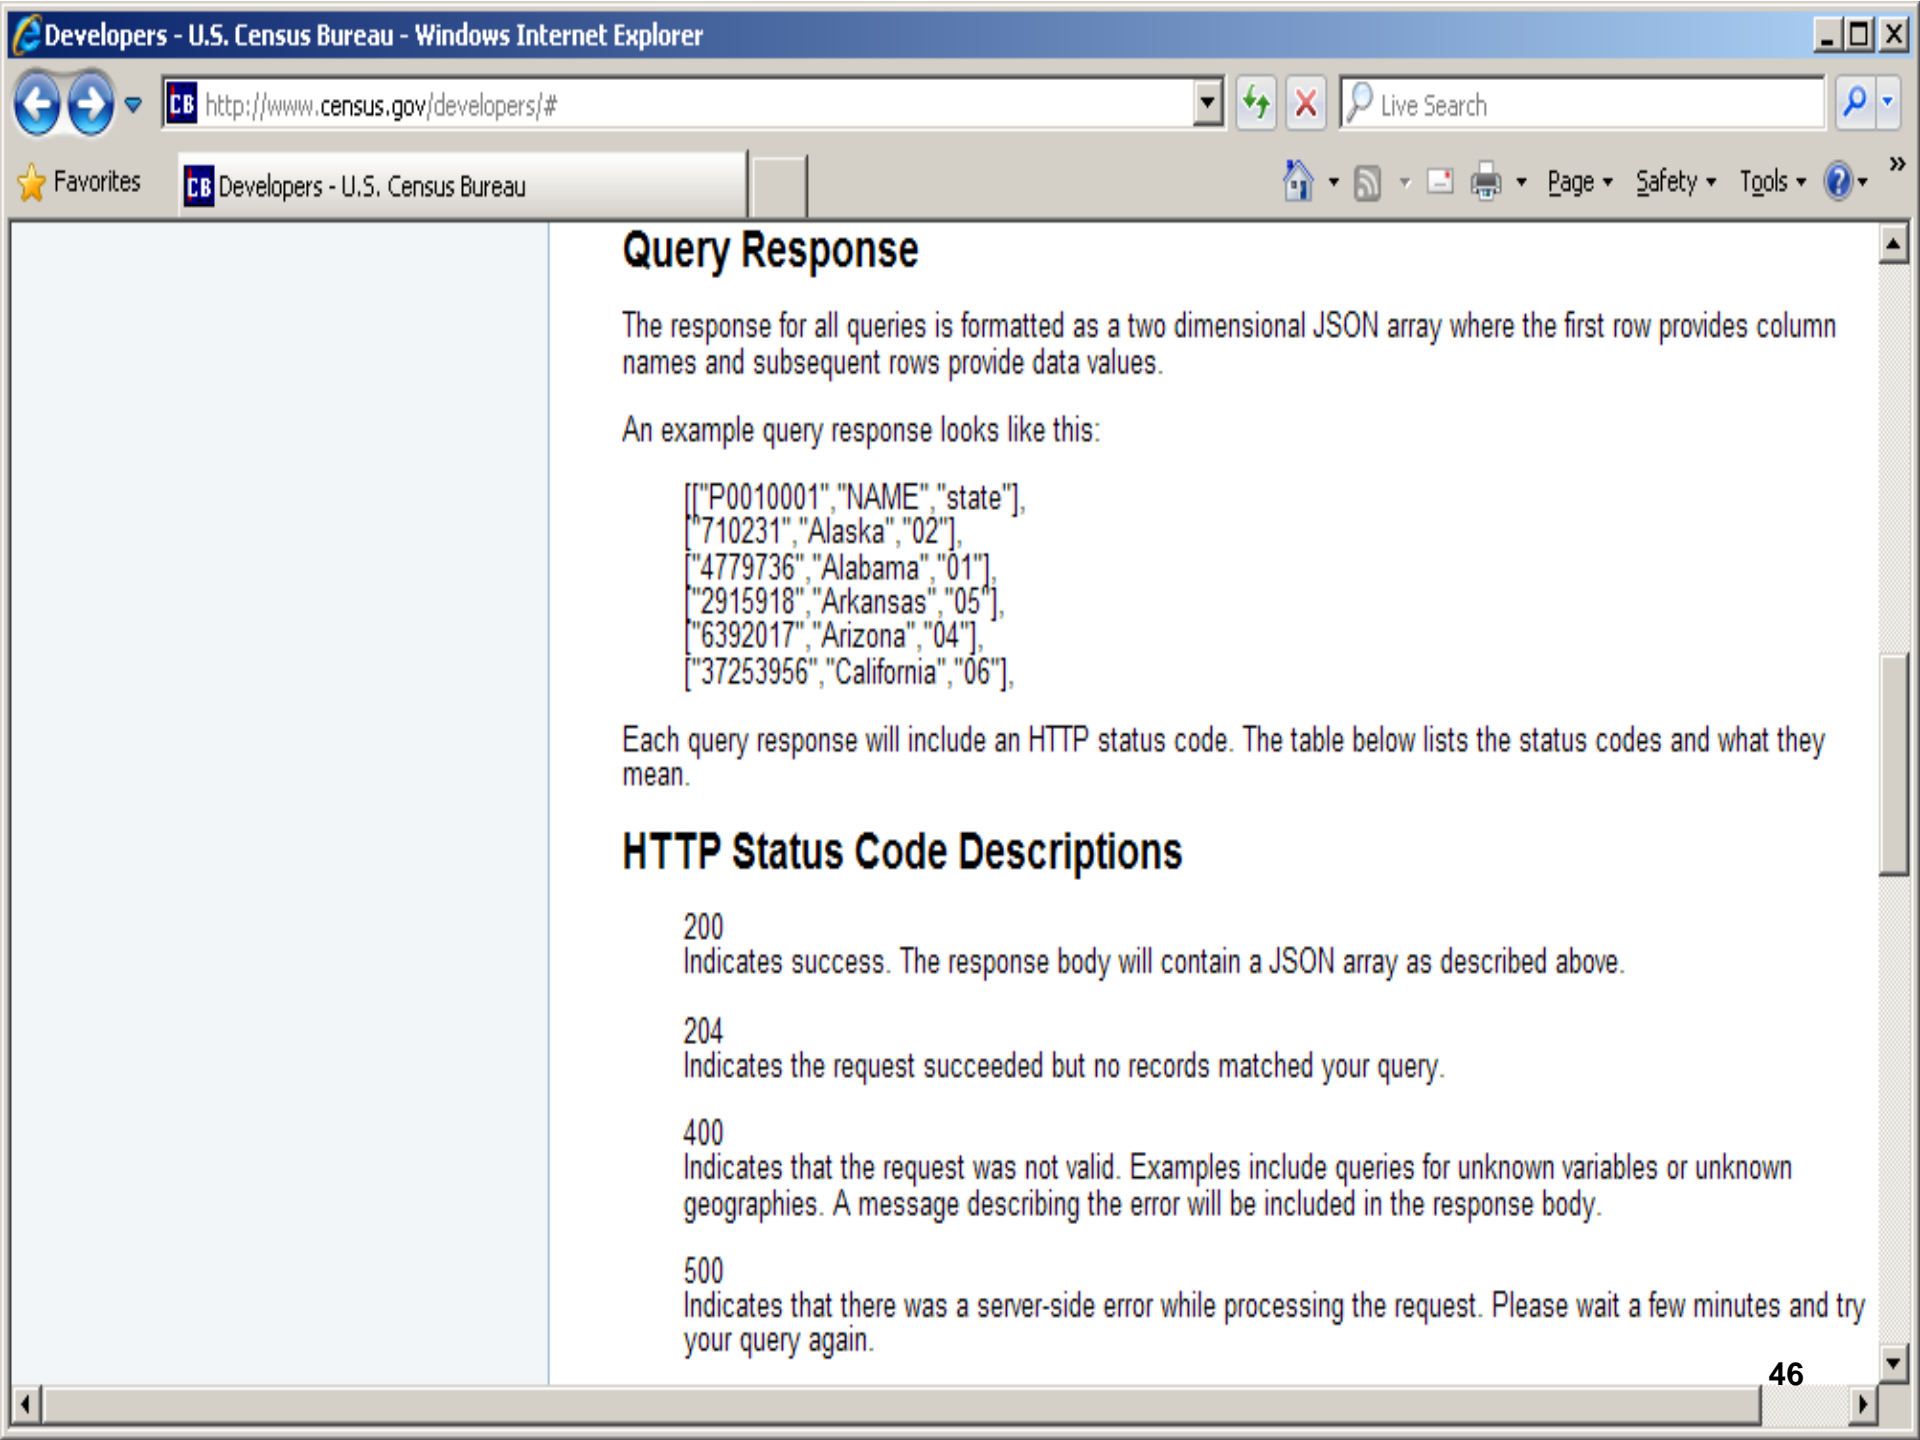 Developers - U.S. Census Bureau - Windows Internet Explorer
CB http://www.census.gov/developers/#
Live Search
Favorites
CB Developers - U.S. Census Bureau
Page
Safety
Tools
»
Query Response
The response for all queries is formatted as a two dimensional JSON array where the first row provides column
names and subsequent rows provide data values.
An example query response looks like this:
[["P0010001","NAME","state"],
["710231","Alaska","02"],
["4779736","Alabama","01"],
["2915918","Arkansas","05"],
["6392017","Arizona","04"],
["37253956","California","06"],
Each query response will include an HTTP status code. The table below lists the status codes and what they
mean.
HTTP Status Code Descriptions
200
Indicates success. The response body will contain a JSON array as described above.
204
Indicates the request succeeded but no records matched your query.
400
Indicates that the request was not valid. Examples include queries for unknown variables or unknown
geographies. A message describing the error will be included in the response body.
500
Indicates that there was a server-side error while processing the request. Please wait a few minutes and try
your query again.
46